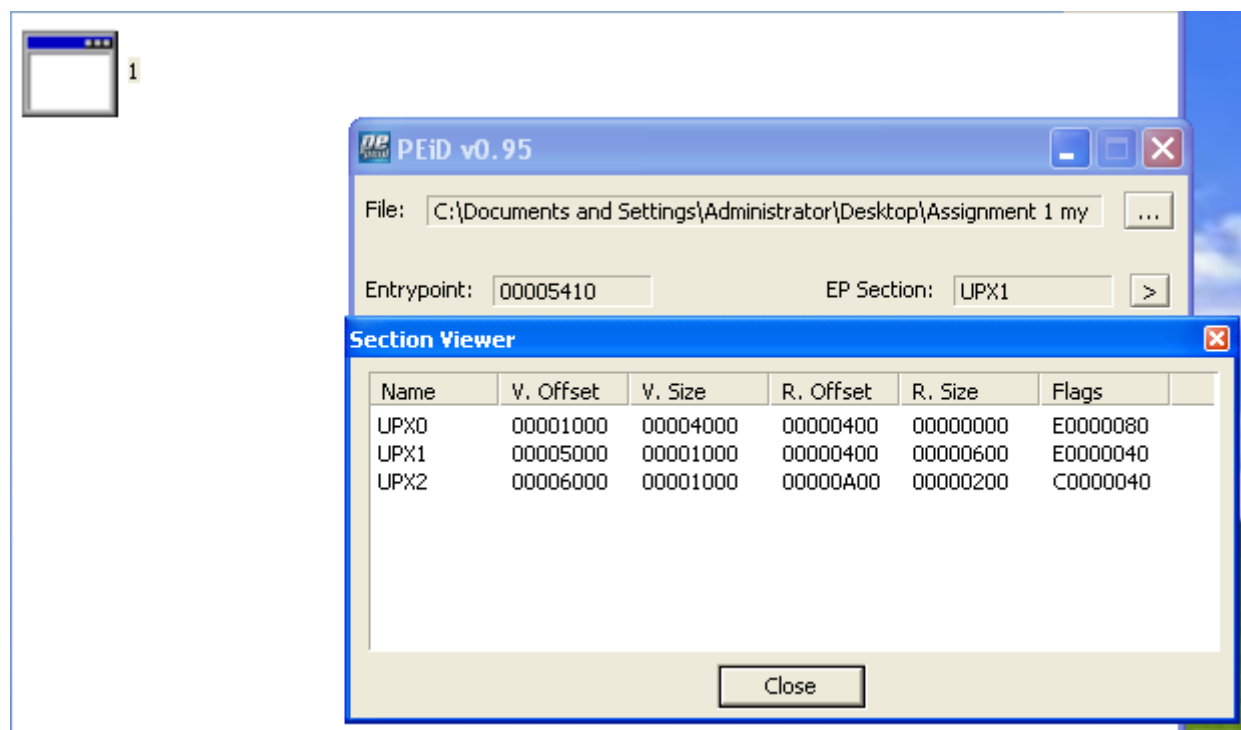 1
PEiD v0.95
File: C:\Documents and Settings\Administrator\Desktop\Assignment 1 my ...
Entrypoint: 00005410 EP Section: UPX1 >
Section Viewer
Name V. Offset V. Size R. Offset R. Size Flags
UPX0 00001000 00004000 00000400 00000000 E0000080
UPX1 00005000 00001000 00000400 00000600 E0000040
UPX2 00006000 00001000 00000A00 00000200 C0000040
Close